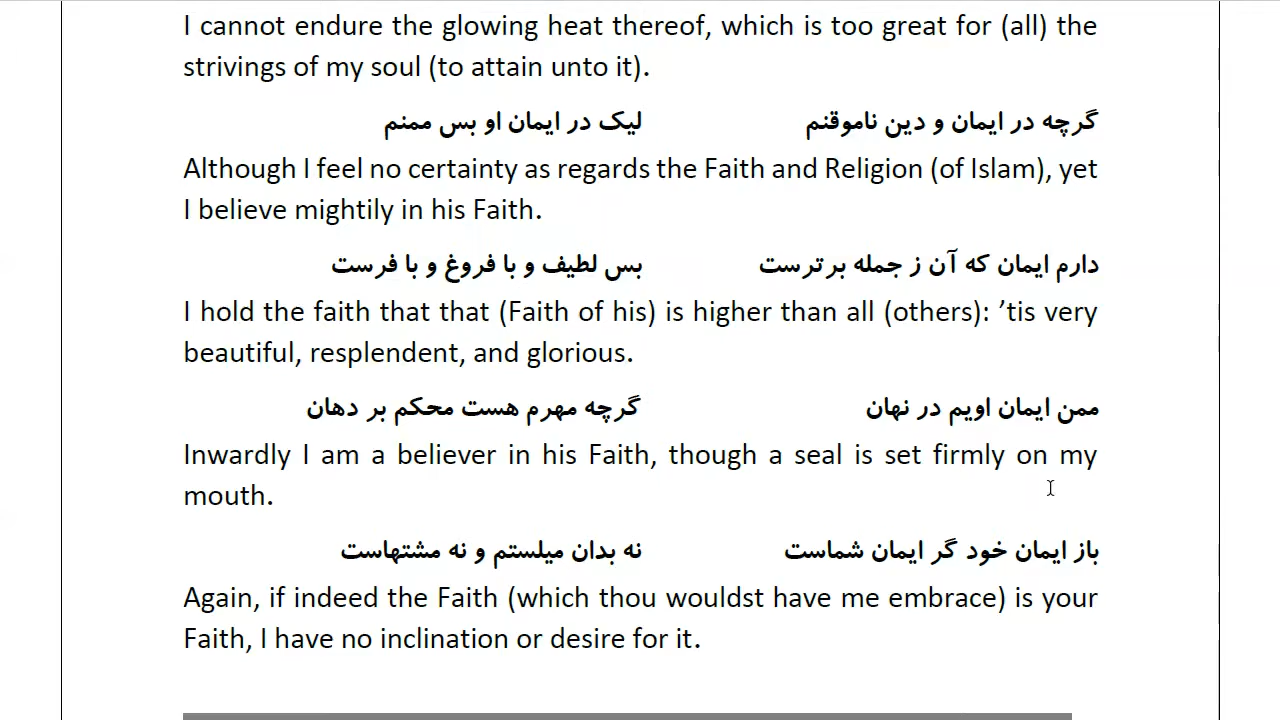 I cannot endure the glowing heat thereof, which is too great for (all) the
strivings of my soul (to attain unto it).
گرچه در ایمان و دین ناموقنم لیک در ایمان او بس ممنم
Although I feel no certainty as regards the Faith and Religion (of Islam), yet
I believe mightily in his Faith.
دارم ایمان که آن ز جمله برترست بس لطیف و با فروغ و با فرست
I hold the faith that that (Faith of his) is higher than all (others): ’tis very
beautiful, resplendent, and glorious.
ممن ایمان اویم در نهان گرچه مهرم هست محکم بر دهان
Inwardly I am a believer in his Faith, though a seal is set firmly on my
mouth.
باز ایمان خود گر ایمان شماست نه بدان میلستم و نه مشتهاست
Again, if indeed the Faith (which thou wouldst have me embrace) is your
Faith, I have no inclination or desire for it.